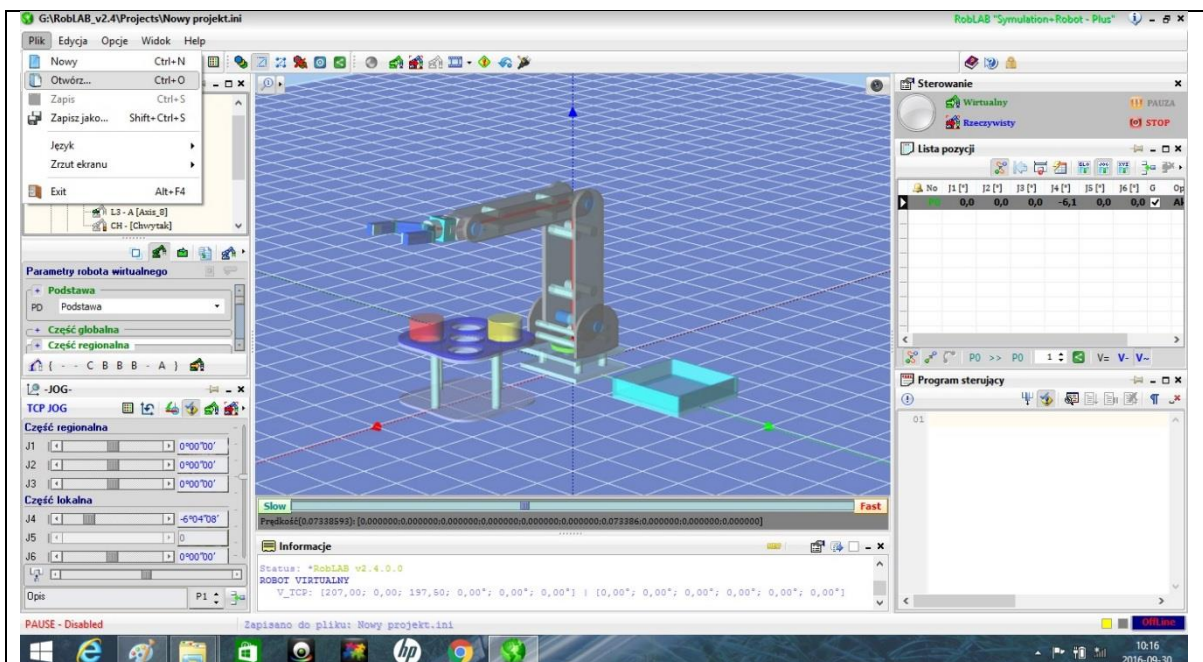 G:\RobLAB_v2.4\Projects\Nowy projekt.ini
RobLAB "Symulation+Robot - Plus"
Plik Edycja Opcje Widok Help
Nowy Ctrl+N
Otwórz... Ctrl+O
Zapis Ctrl+S
Zapisz jako... Shift+Ctrl+S
Język
Zrzut ekranu
Exit Alt+F4
L3 - A [Axis_8]
CH - [Chwytak]
Parametry robota wirtualnego
Podstawa
PD Podstawa
Część globalna
Część regionalna
( - - C B B B - A )
-JOG-
TCP JOG
Część regionalna
J1 0°00'00'
J2 0°00'00'
J3 0°00'00'
Część lokalna
J4 -6°04'08'
J5 0
J6 0°00'00'
Opis P1
Slow Fast
Prędkość(0.07338593): [0.000000:0.000000:0.000000:0.000000:0.000000:0.000000:0.073386:0.000000:0.000000:0.000000]
Informacje
Status: *RobLAB v2.4.0.0
ROBOT VIRTUALNY
V_TCP: [207,00; 0,00; 197,50; 0,00°; 0,00°; 0,00°] | [0,00°; 0,00°; 0,00°; 0,00°; 0,00°; 0,00°]
Sterowanie
Wirtualny PAUZA
Rzeczywisty STOP
Lista pozycji
No J1 [°] J2 [°] J3 [°] J4 [°] J5 [°] J6 [°] G Op
P0 0,0 0,0 0,0 -6,1 0,0 0,0 Ak
P0 >> P0 1 V= V- V~
Program sterujący
01
PAUSE - Disabled
Zapisano do pliku: Nowy projekt.ini
OffLine
hp
10:16
2016-09-30